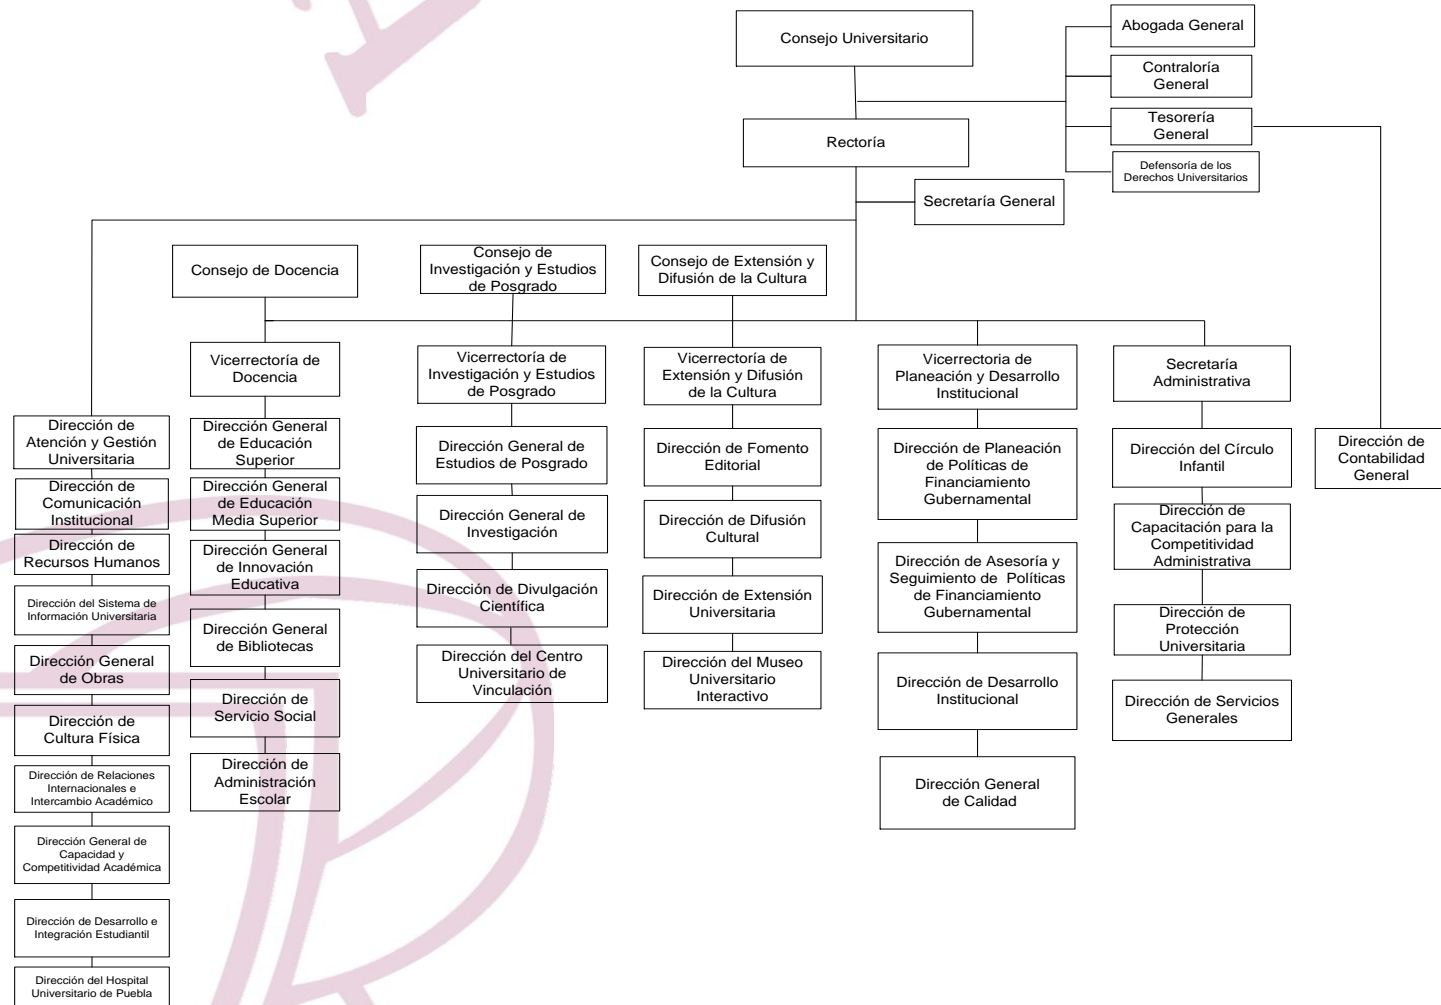 Consejo Universitario
Abogada General
Contraloría
General
Tesorería
General
Defensoría de los
Derechos Universitarios
Rectoría
Secretaría General
Consejo de Docencia
Consejo de
Investigación y Estudios
de Posgrado
Consejo de Extensión y
Difusión de la Cultura
Vicerrectoría de
Docencia
Vicerrectoría de
Investigación y Estudios
de Posgrado
Vicerrectoría de
Extensión y Difusión
de la Cultura
Vicerrectoria de
Planeación y Desarrollo
Institucional
Secretaría
Administrativa
Dirección de
Atención y Gestión
Universitaria
Dirección de
Comunicación
Institucional
Dirección de
Recursos Humanos
Dirección del Sistema de
Información Universitaria
Dirección General
de Obras
Dirección de
Cultura Física
Dirección de Relaciones
Internacionales e
Intercambio Académico
Dirección General de
Capacidad y
Competitividad Académica
Dirección de Desarrollo e
Integración Estudiantil
Dirección del Hospital
Universitario de Puebla
Dirección General
de Educación
Superior
Dirección General
de Educación
Media Superior
Dirección General
de Innovación
Educativa
Dirección General
de Bibliotecas
Dirección de
Servicio Social
Dirección de
Administración
Escolar
Dirección General de
Estudios de Posgrado
Dirección General de
Investigación
Dirección de Divulgación
Científica
Dirección del Centro
Universitario de
Vinculación
Dirección de Fomento
Editorial
Dirección de Difusión
Cultural
Dirección de Extensión
Universitaria
Dirección del Museo
Universitario
Interactivo
Dirección de Planeación
de Políticas de
Financiamiento
Gubernamental
Dirección de Asesoría y
Seguimiento de Políticas
de Financiamiento
Gubernamental
Dirección de Desarrollo
Institucional
Dirección General
de Calidad
Dirección del Círculo
Infantil
Dirección de
Capacitación para la
Competitividad
Administrativa
Dirección de
Protección
Universitaria
Dirección de Servicios
Generales
Dirección de
Contabilidad
General